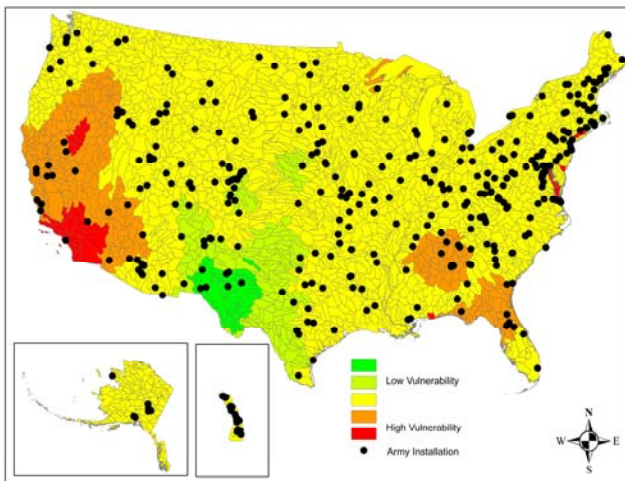 Low Vulnerability
High Vulnerability
Army Installation
N
W E
S